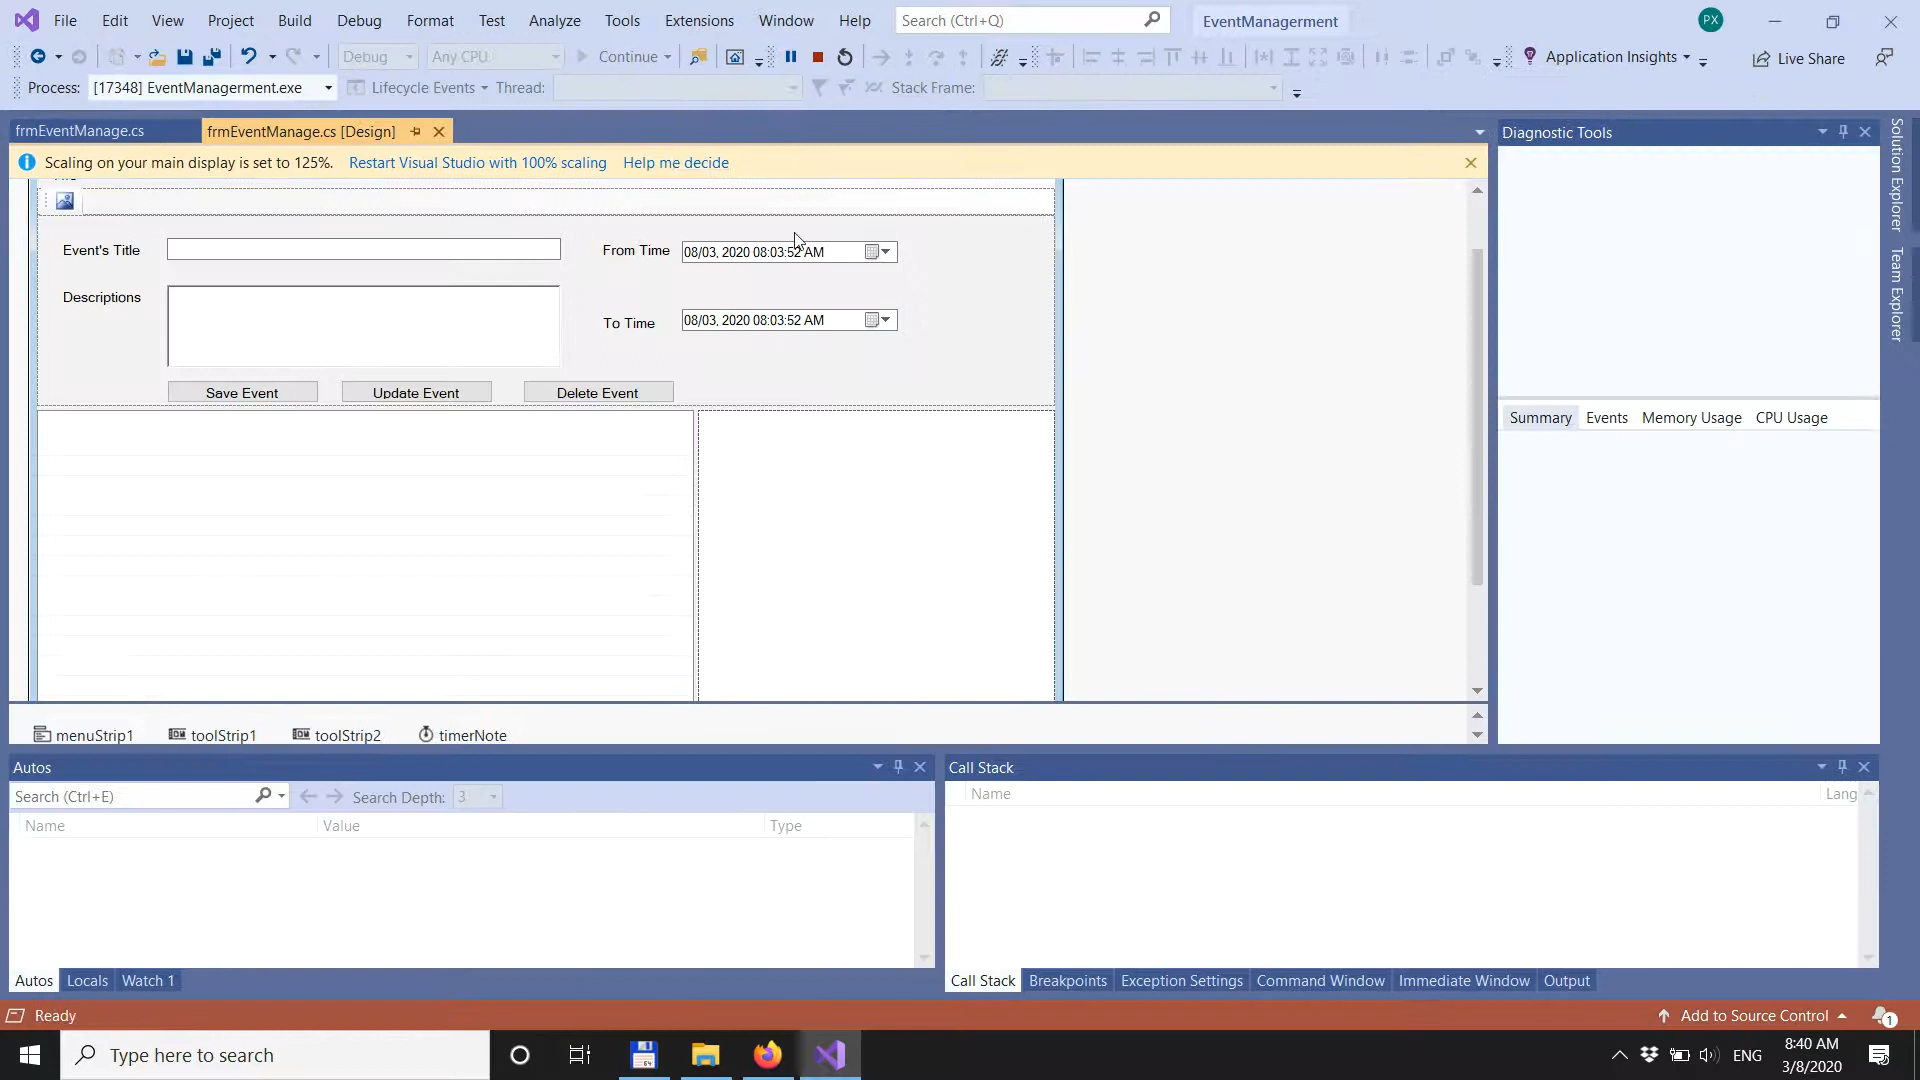 File Edit View Project Build Debug Format Test Analyze Tools Extensions Window Help Search (Ctrl+Q) EventManagerment PX
Debug Any CPU Continue Application Insights Live Share
Process: [17348] EventManagerment.exe Lifecycle Events Thread: Stack Frame:
frmEventManage.cs frmEventManage.cs [Design] Diagnostic Tools
Scaling on your main display is set to 125%. Restart Visual Studio with 100% scaling Help me decide
Solution Explorer
Team Explorer
Event's Title From Time 08/03, 2020 08:03:52 AM
Descriptions
To Time 08/03, 2020 08:03:52 AM
Save Event Update Event Delete Event
Summary Events Memory Usage CPU Usage
menuStrip1 toolStrip1 toolStrip2 timerNote
Autos Call Stack
Search (Ctrl+E) Search Depth: 3
Name Lang
Name Value Type
Autos Locals Watch 1 Call Stack Breakpoints Exception Settings Command Window Immediate Window Output
Ready Add to Source Control 1
Type here to search 64 ENG 8:40 AM
3/8/2020